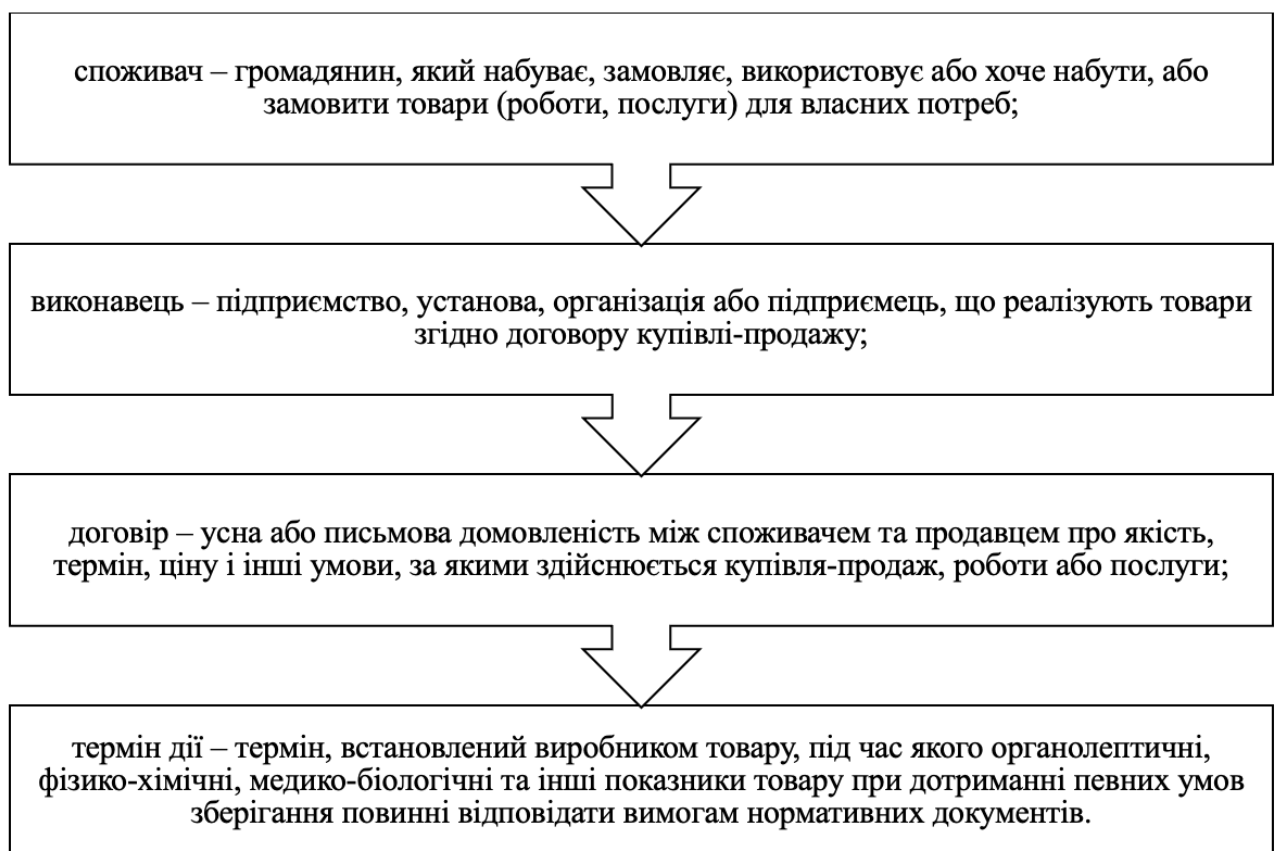 споживач – громадянин, який набуває, замовляє, використовує або хоче набути, або
замовити товари (роботи, послуги) для власних потреб;
виконавець – підприємство, установа, організація або підприємець, що реалізують товари
згідно договору купівлі-продажу;
договір – усна або письмова домовленість між споживачем та продавцем про якість,
термін, ціну і інші умови, за якими здійснюється купівля-продаж, роботи або послуги;
термін дії – термін, встановлений виробником товару, під час якого органолептичні,
фізико-хімічні, медико-біологічні та інші показники товару при дотриманні певних умов
зберігання повинні відповідати вимогам нормативних документів.